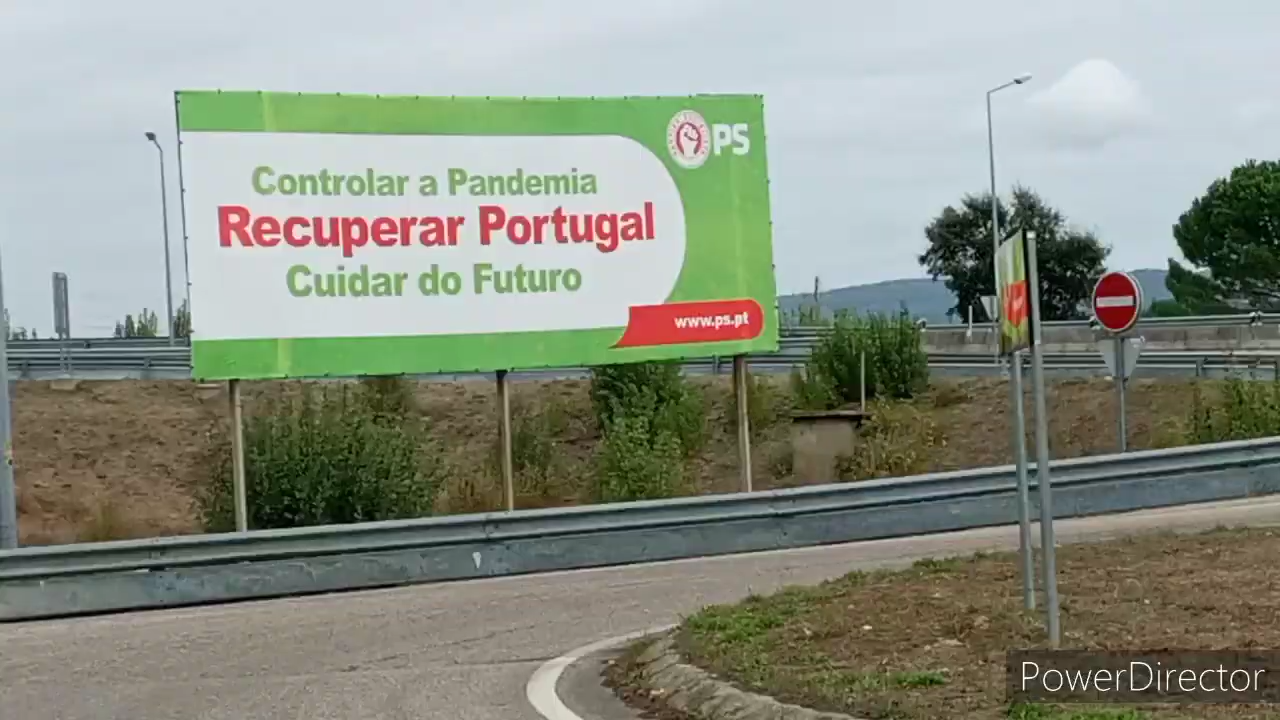 PS
Controlar a Pandemia
Recuperar Portugal
Cuidar do Futuro
www.ps.pt
PowerDirector